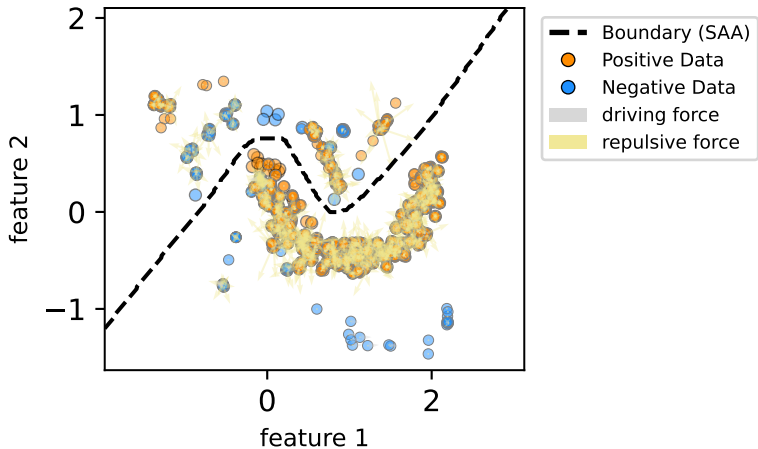 2
1
0
−1
feature 2
0
2
feature 1
Boundary (SAA)
Positive Data
Negative Data
driving force
repulsive force